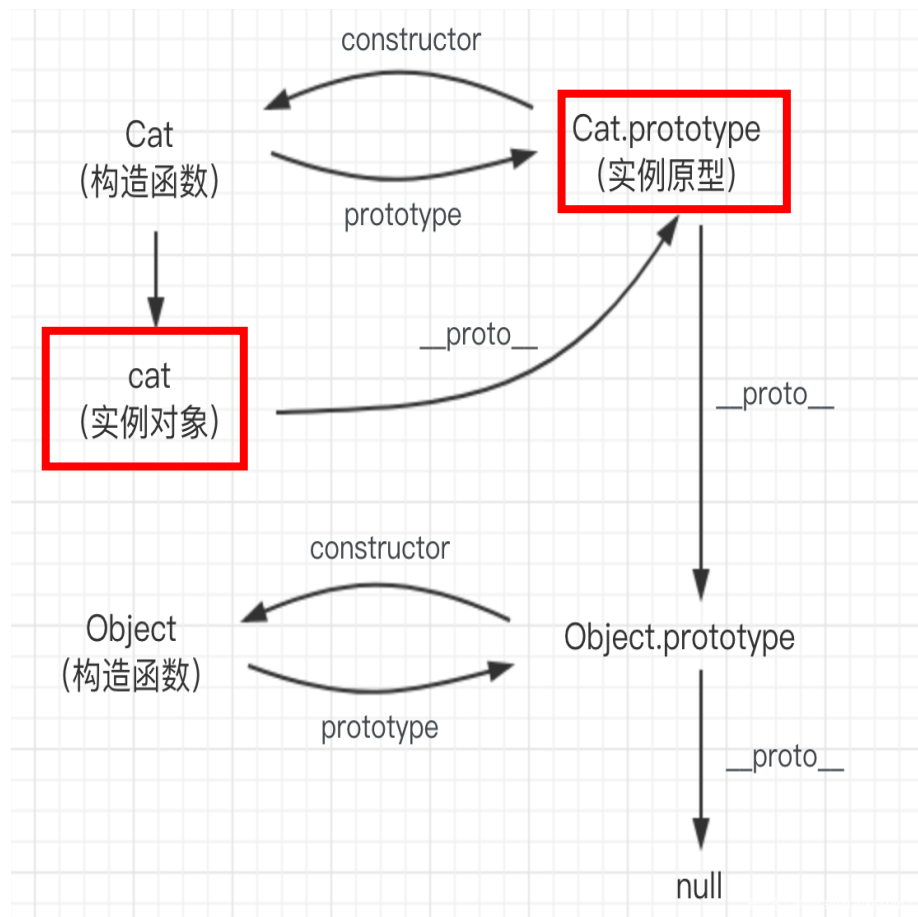 constructor
Cat
(构造函数)
Cat.prototype
(实例原型)
prototype
cat
(实例对象)
__proto__
__proto__
constructor
Object
(构造函数)
Object.prototype
prototype
__proto__
null